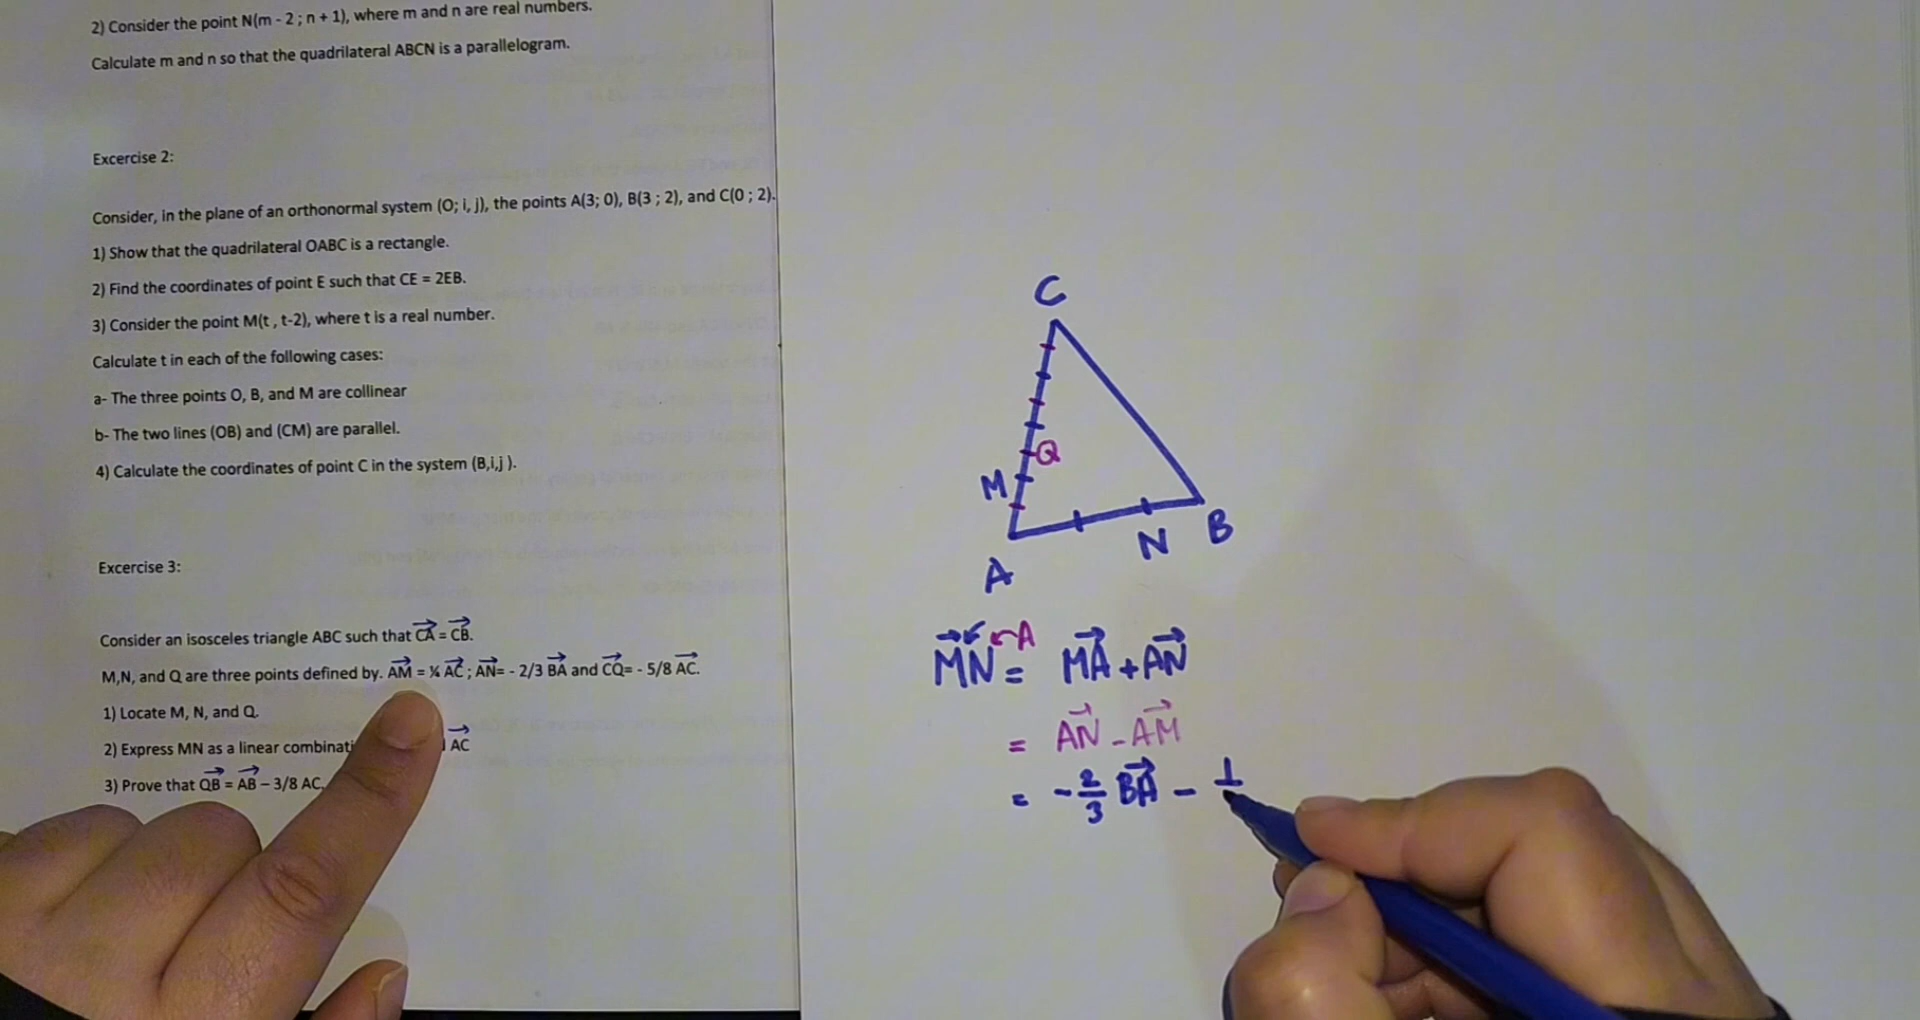 2) Consider the point N(m - 2 ; n + 1), where m and n are real numbers.
Calculate m and n so that the quadrilateral ABCN is a parallelogram.
Excercise 2:
Consider, in the plane of an orthonormal system (O; i, j), the points A(3; 0), B(3 ; 2), and C(0 ; 2).
1) Show that the quadrilateral OABC is a rectangle.
2) Find the coordinates of point E such that CE = 2EB.
3) Consider the point M(t , t-2), where t is a real number.
Calculate t in each of the following cases:
a- The three points O, B, and M are collinear
b- The two lines (OB) and (CM) are parallel.
4) Calculate the coordinates of point C in the system (B,i,j ).
Excercise 3:
Consider an isosceles triangle ABC such that CA = CB.
M,N, and Q are three points defined by. AM = ¼ AC ; AN= - 2/3 BA and CQ= - 5/8 AC.
1) Locate M, N, and Q.
2) Express MN as a linear AC
3) Prove that QB = AB – 3/8 AC.
C
Q
M
N
B
A
A
MN = MA + AN
= AN - AM
= - 2/3 BA - 1